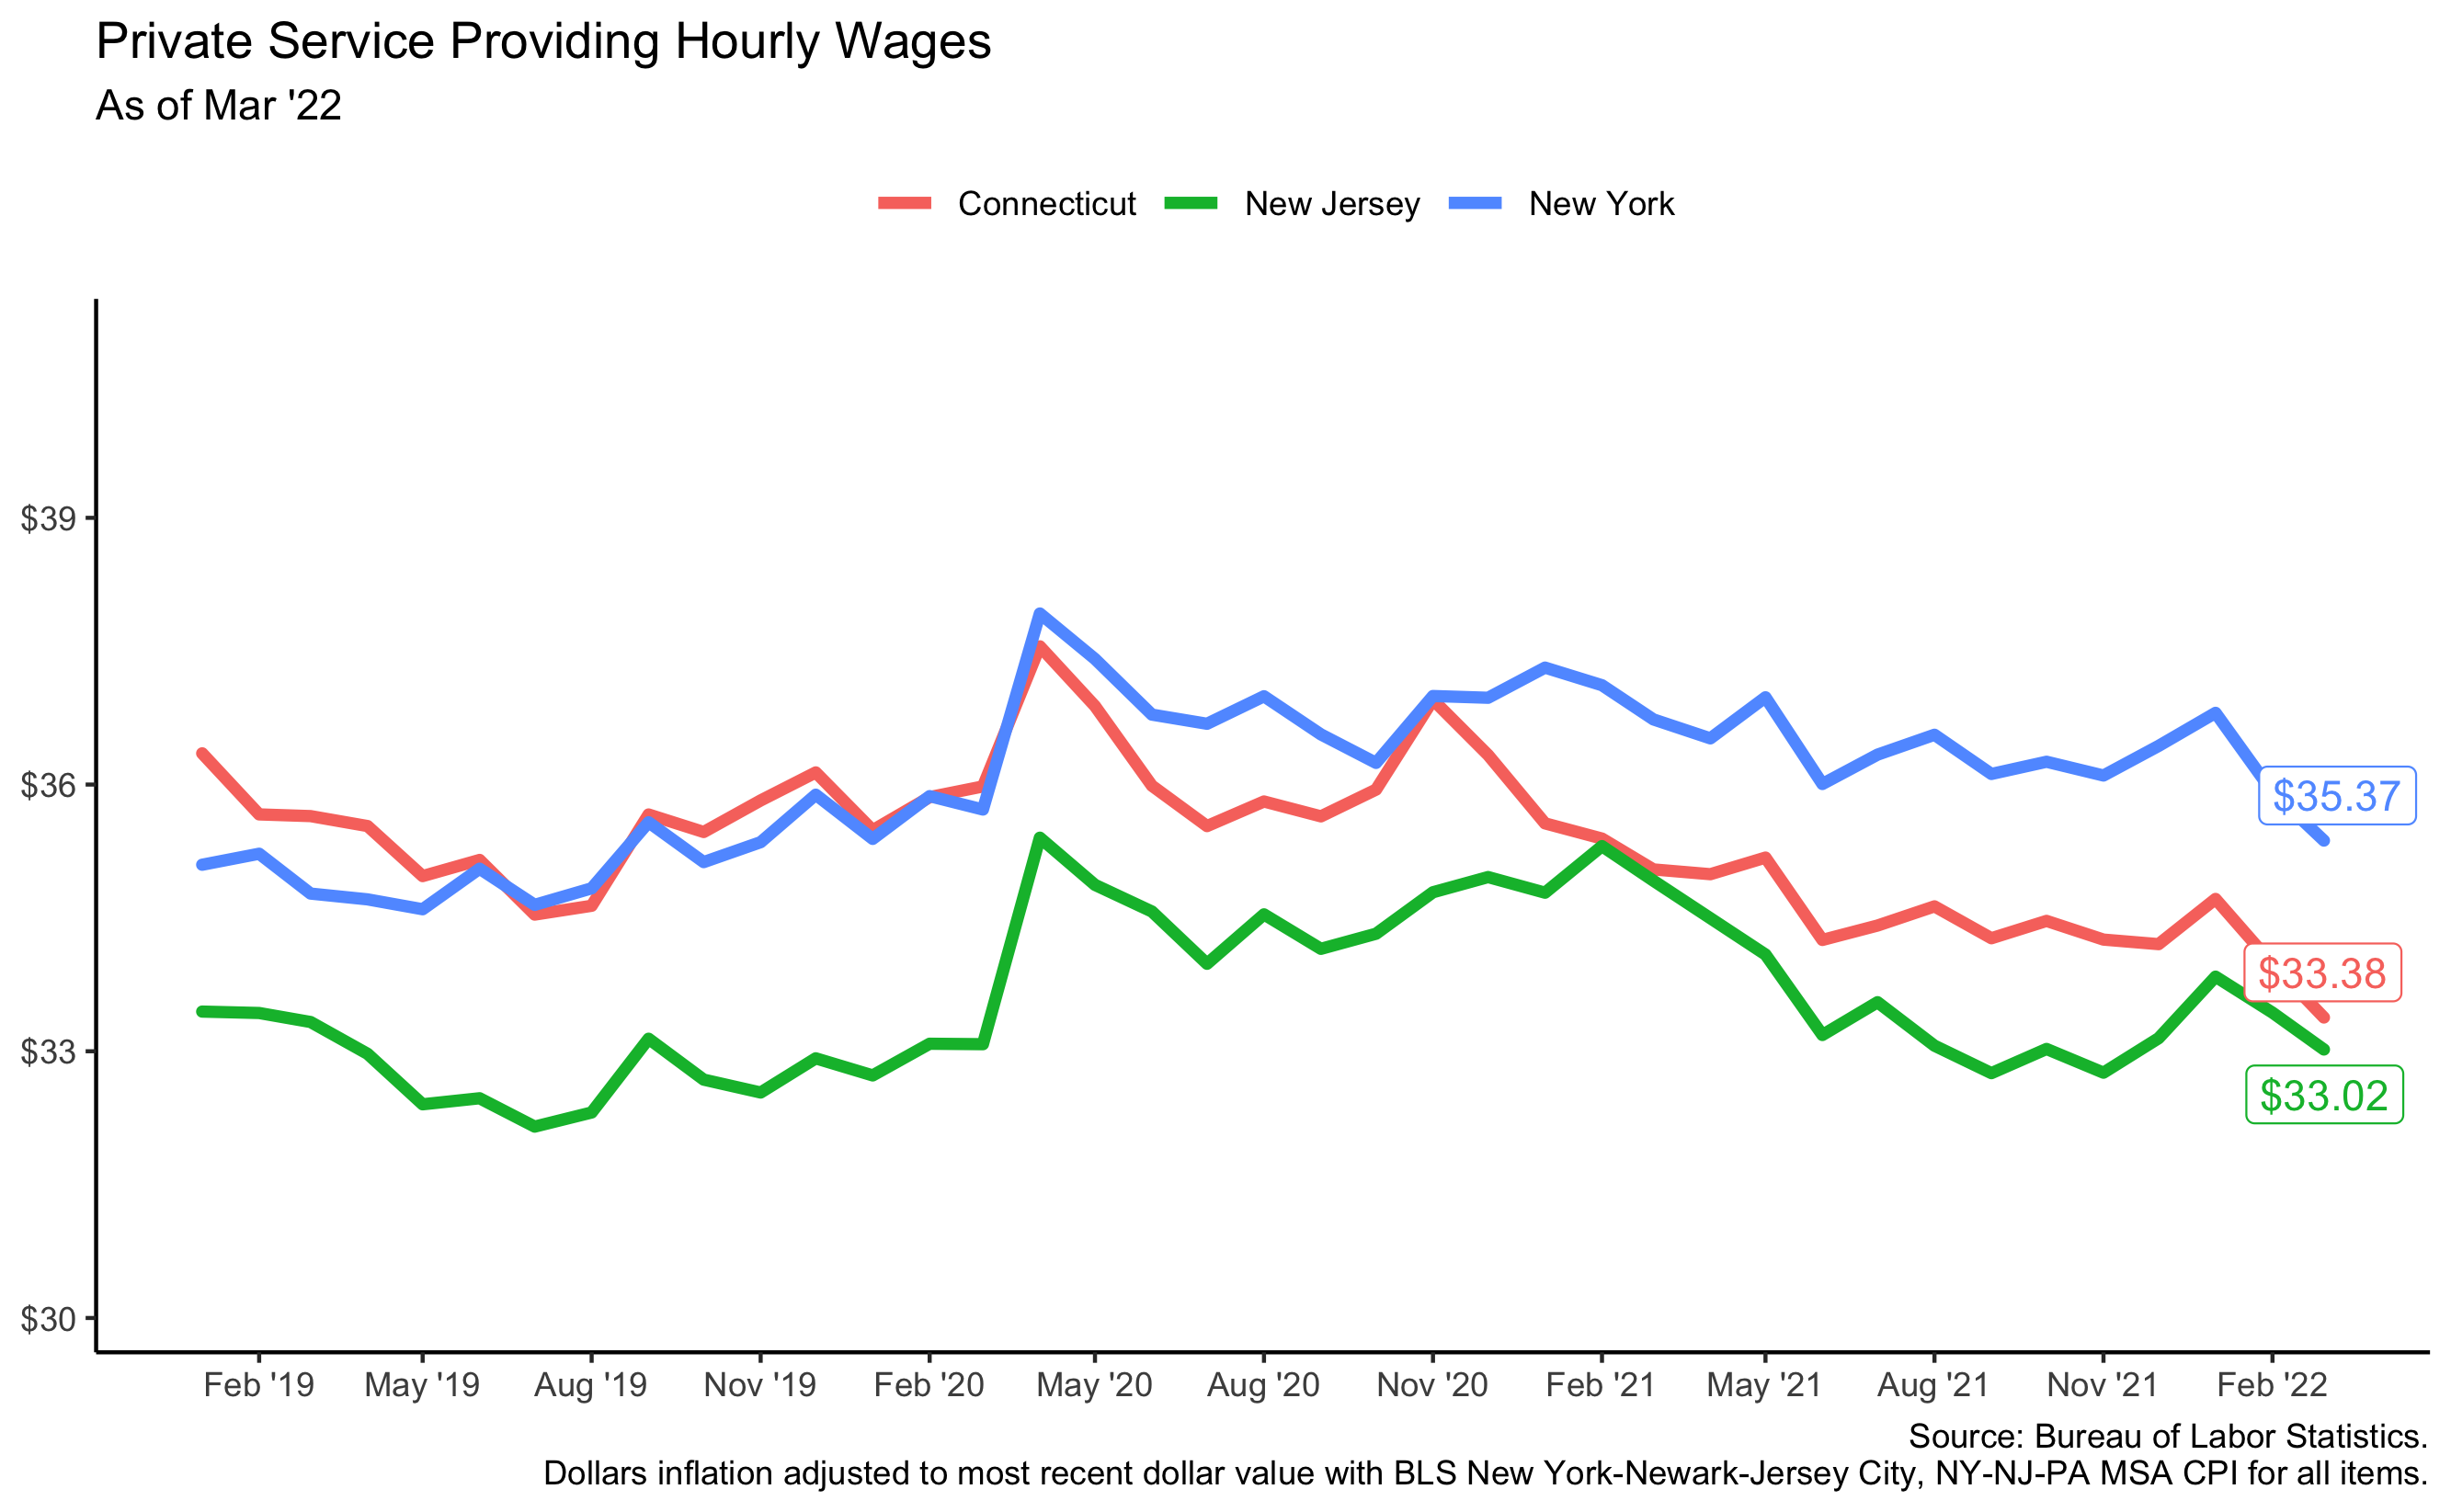 Private Service Providing Hourly Wages
As of Mar '22
Connecticut New Jersey New York
$39
$36
$33
$30
$35.37
$33.38
$33.02
Feb '19 May '19 Aug '19 Nov '19 Feb '20 May '20 Aug '20 Nov '20 Feb '21 May '21 Aug '21 Nov '21 Feb '22
Source: Bureau of Labor Statistics.
Dollars inflation adjusted to most recent dollar value with BLS New York-Newark-Jersey City, NY-NJ-PA MSA CPI for all items.